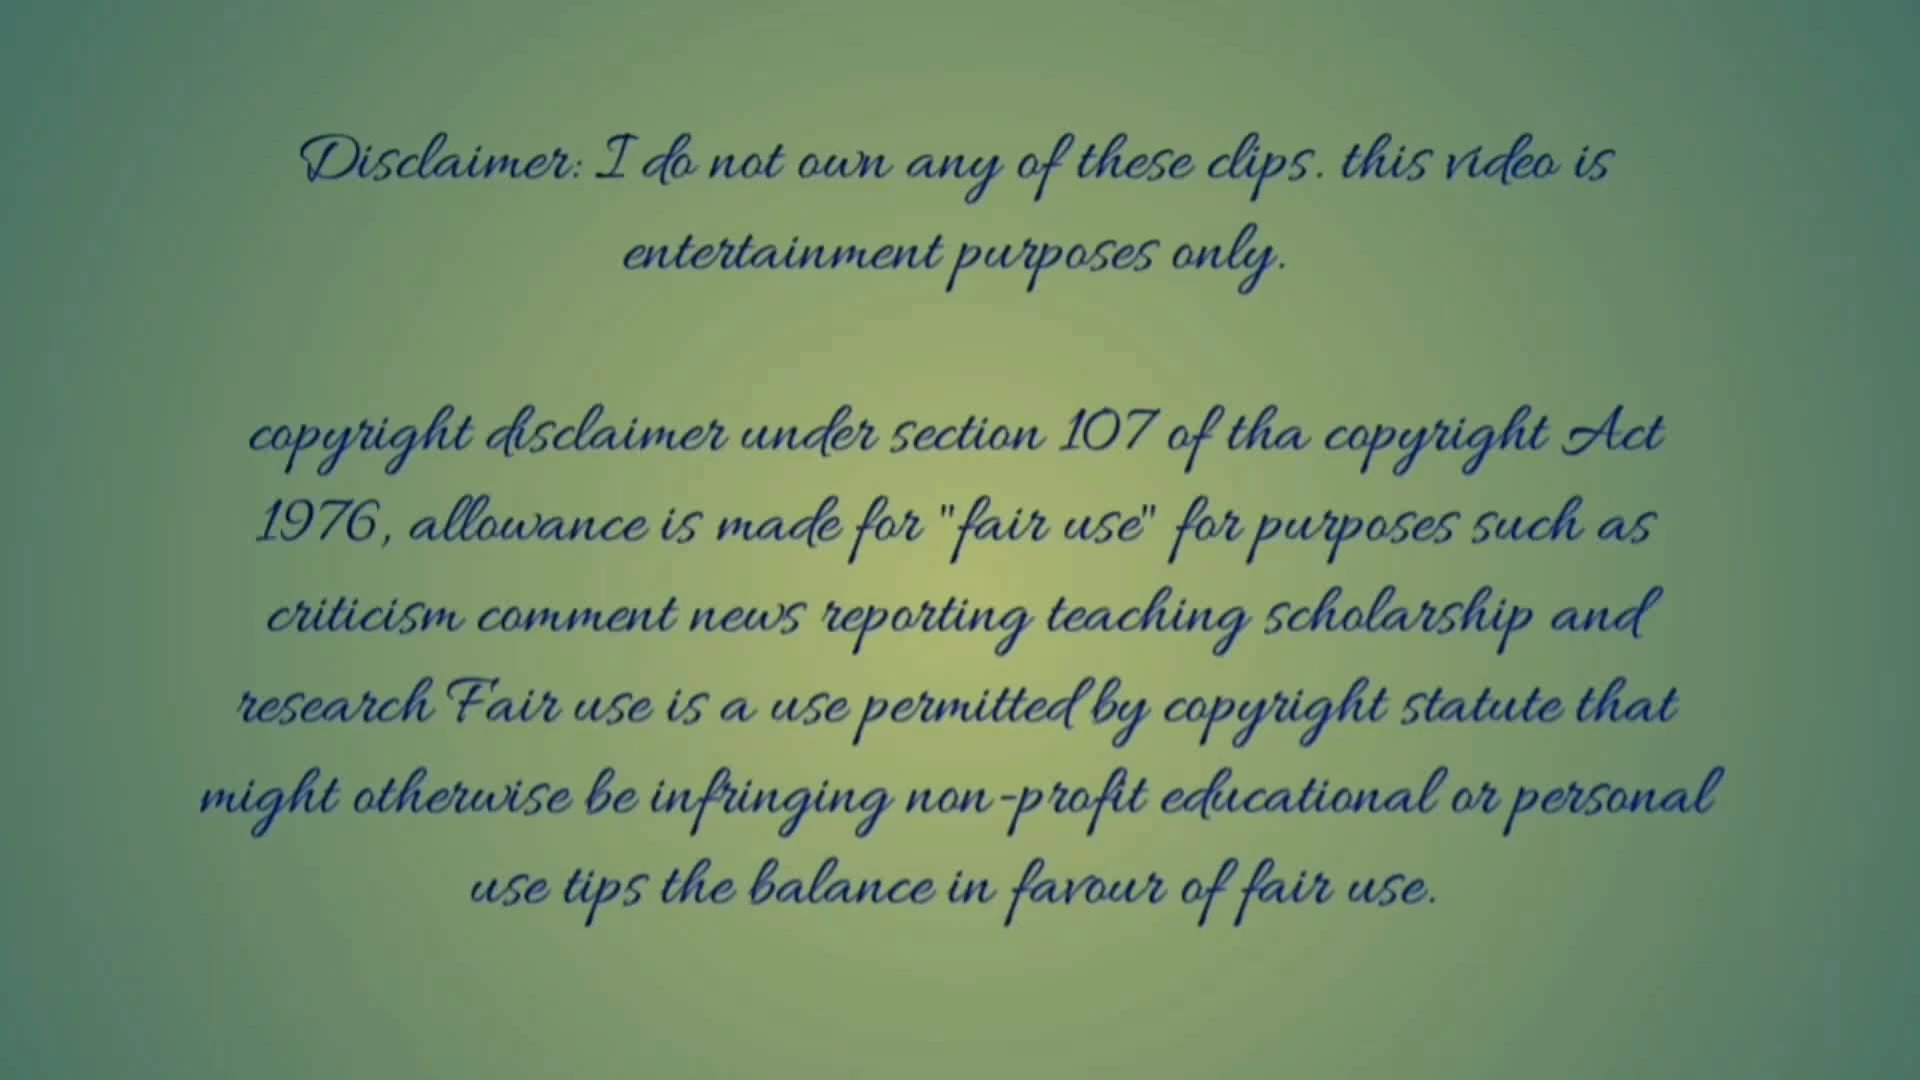 Disclaimer: I do not own any of these clips. this video is
entertainment purposes only.
copyright disclaimer under section 107 of tha copyright Act
1976, allowance is made for "fair use" for purposes such as
criticism comment news reporting teaching scholarship and
research Fair use is a use permitted by copyright statute that
might otherwise be infringing non-profit educational or personal
use tips the balance in favour of fair use.